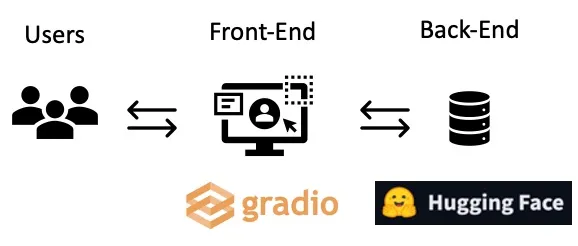 Users
Front-End
Back-End
gradio
Hugging Face